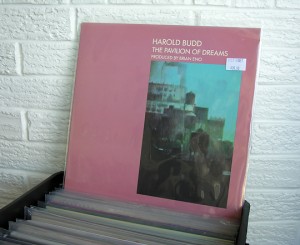 HAROLD BUDD
THE PAVILION OF DREAMS
PRODUCED BY BRIAN ENO